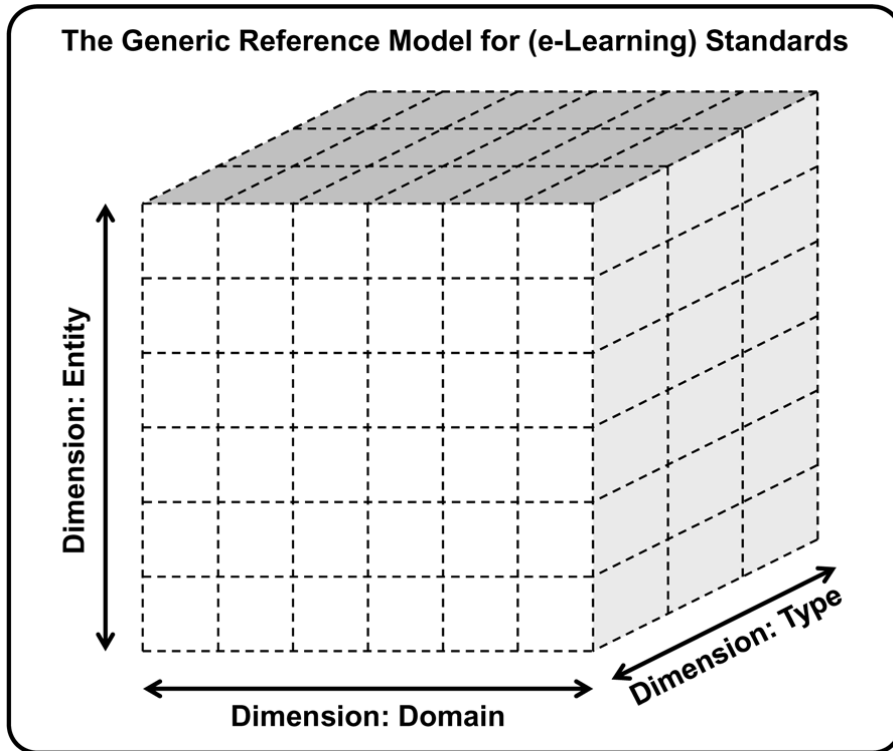 The Generic Reference Model for (e-Learning) Standards
Dimension: Entity
Dimension: Type
Dimension: Domain